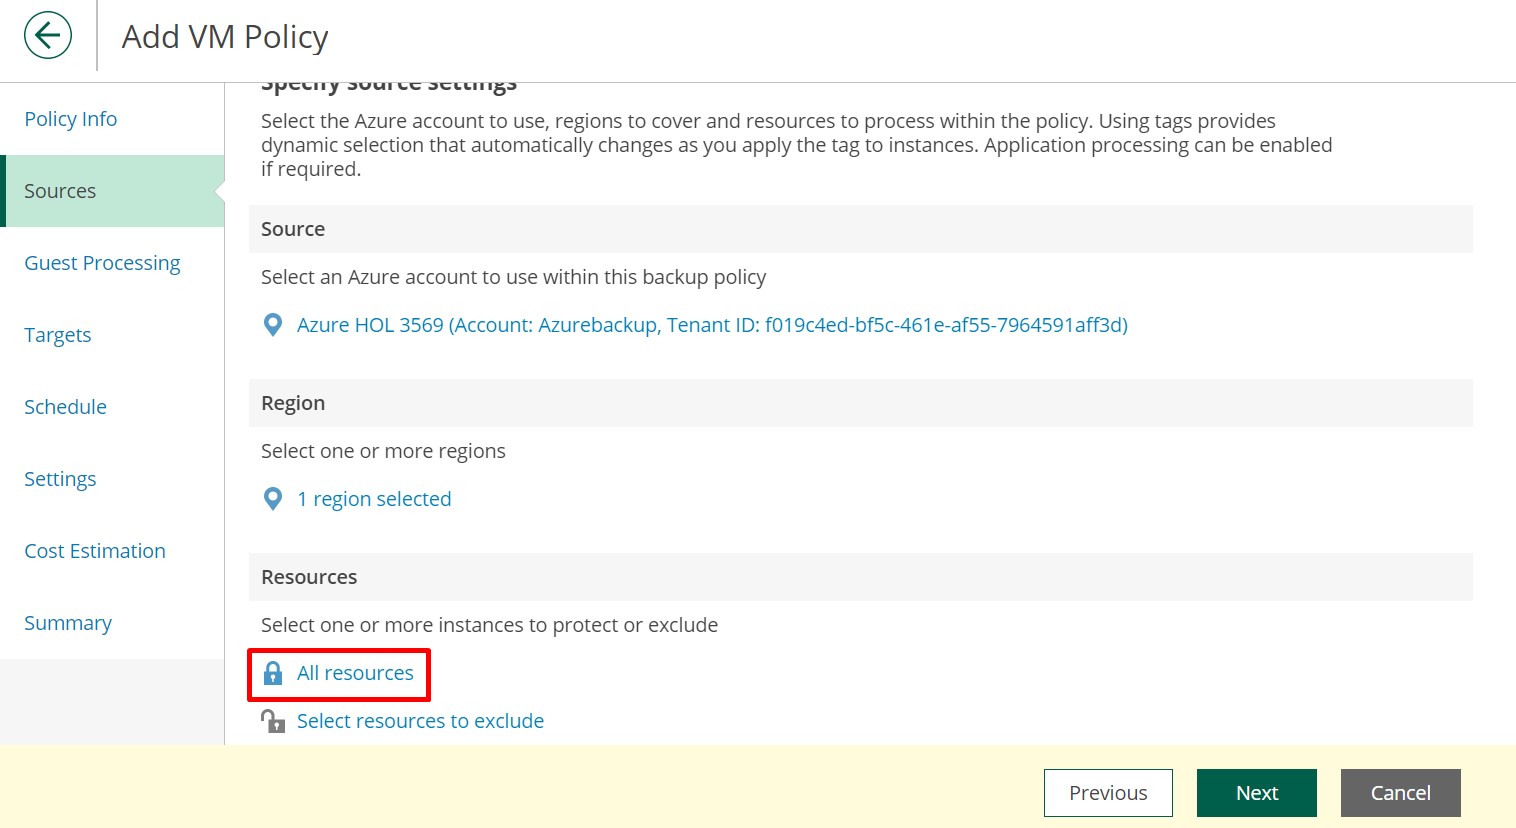 Add VM Policy
Policy Info
Sources
Guest Processing
Targets
Schedule
Settings
Cost Estimation
Summary
Specify source settings
Select the Azure account to use, regions to cover and resources to process within the policy. Using tags provides
dynamic selection that automatically changes as you apply the tag to instances. Application processing can be enabled
if required.
Source
Select an Azure account to use within this backup policy
Azure HOL 3569 (Account: Azurebackup, Tenant ID: f019c4ed-bf5c-461e-af55-7964591aff3d)
Region
Select one or more regions
1 region selected
Resources
Select one or more instances to protect or exclude
All resources
Select resources to exclude
Previous
Next
Cancel